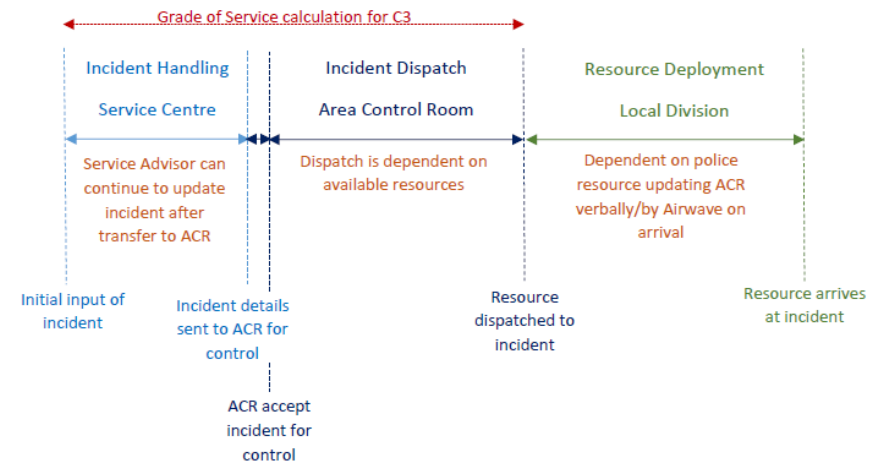 Grade of Service calculation for C3
Incident Handling
Service Centre
Incident Dispatch
Area Control Room
Resource Deployment
Local Division
Service Advisor can
continue to update
incident after
transfer to ACR
Dispatch is dependent on
available resources
Dependent on police
resource updating ACR
verbally/by Airwave on
arrival
Initial input of
incident
Incident details
sent to ACR for
control
ACR accept
incident for
control
Resource
dispatched to
incident
Resource arrives
at incident